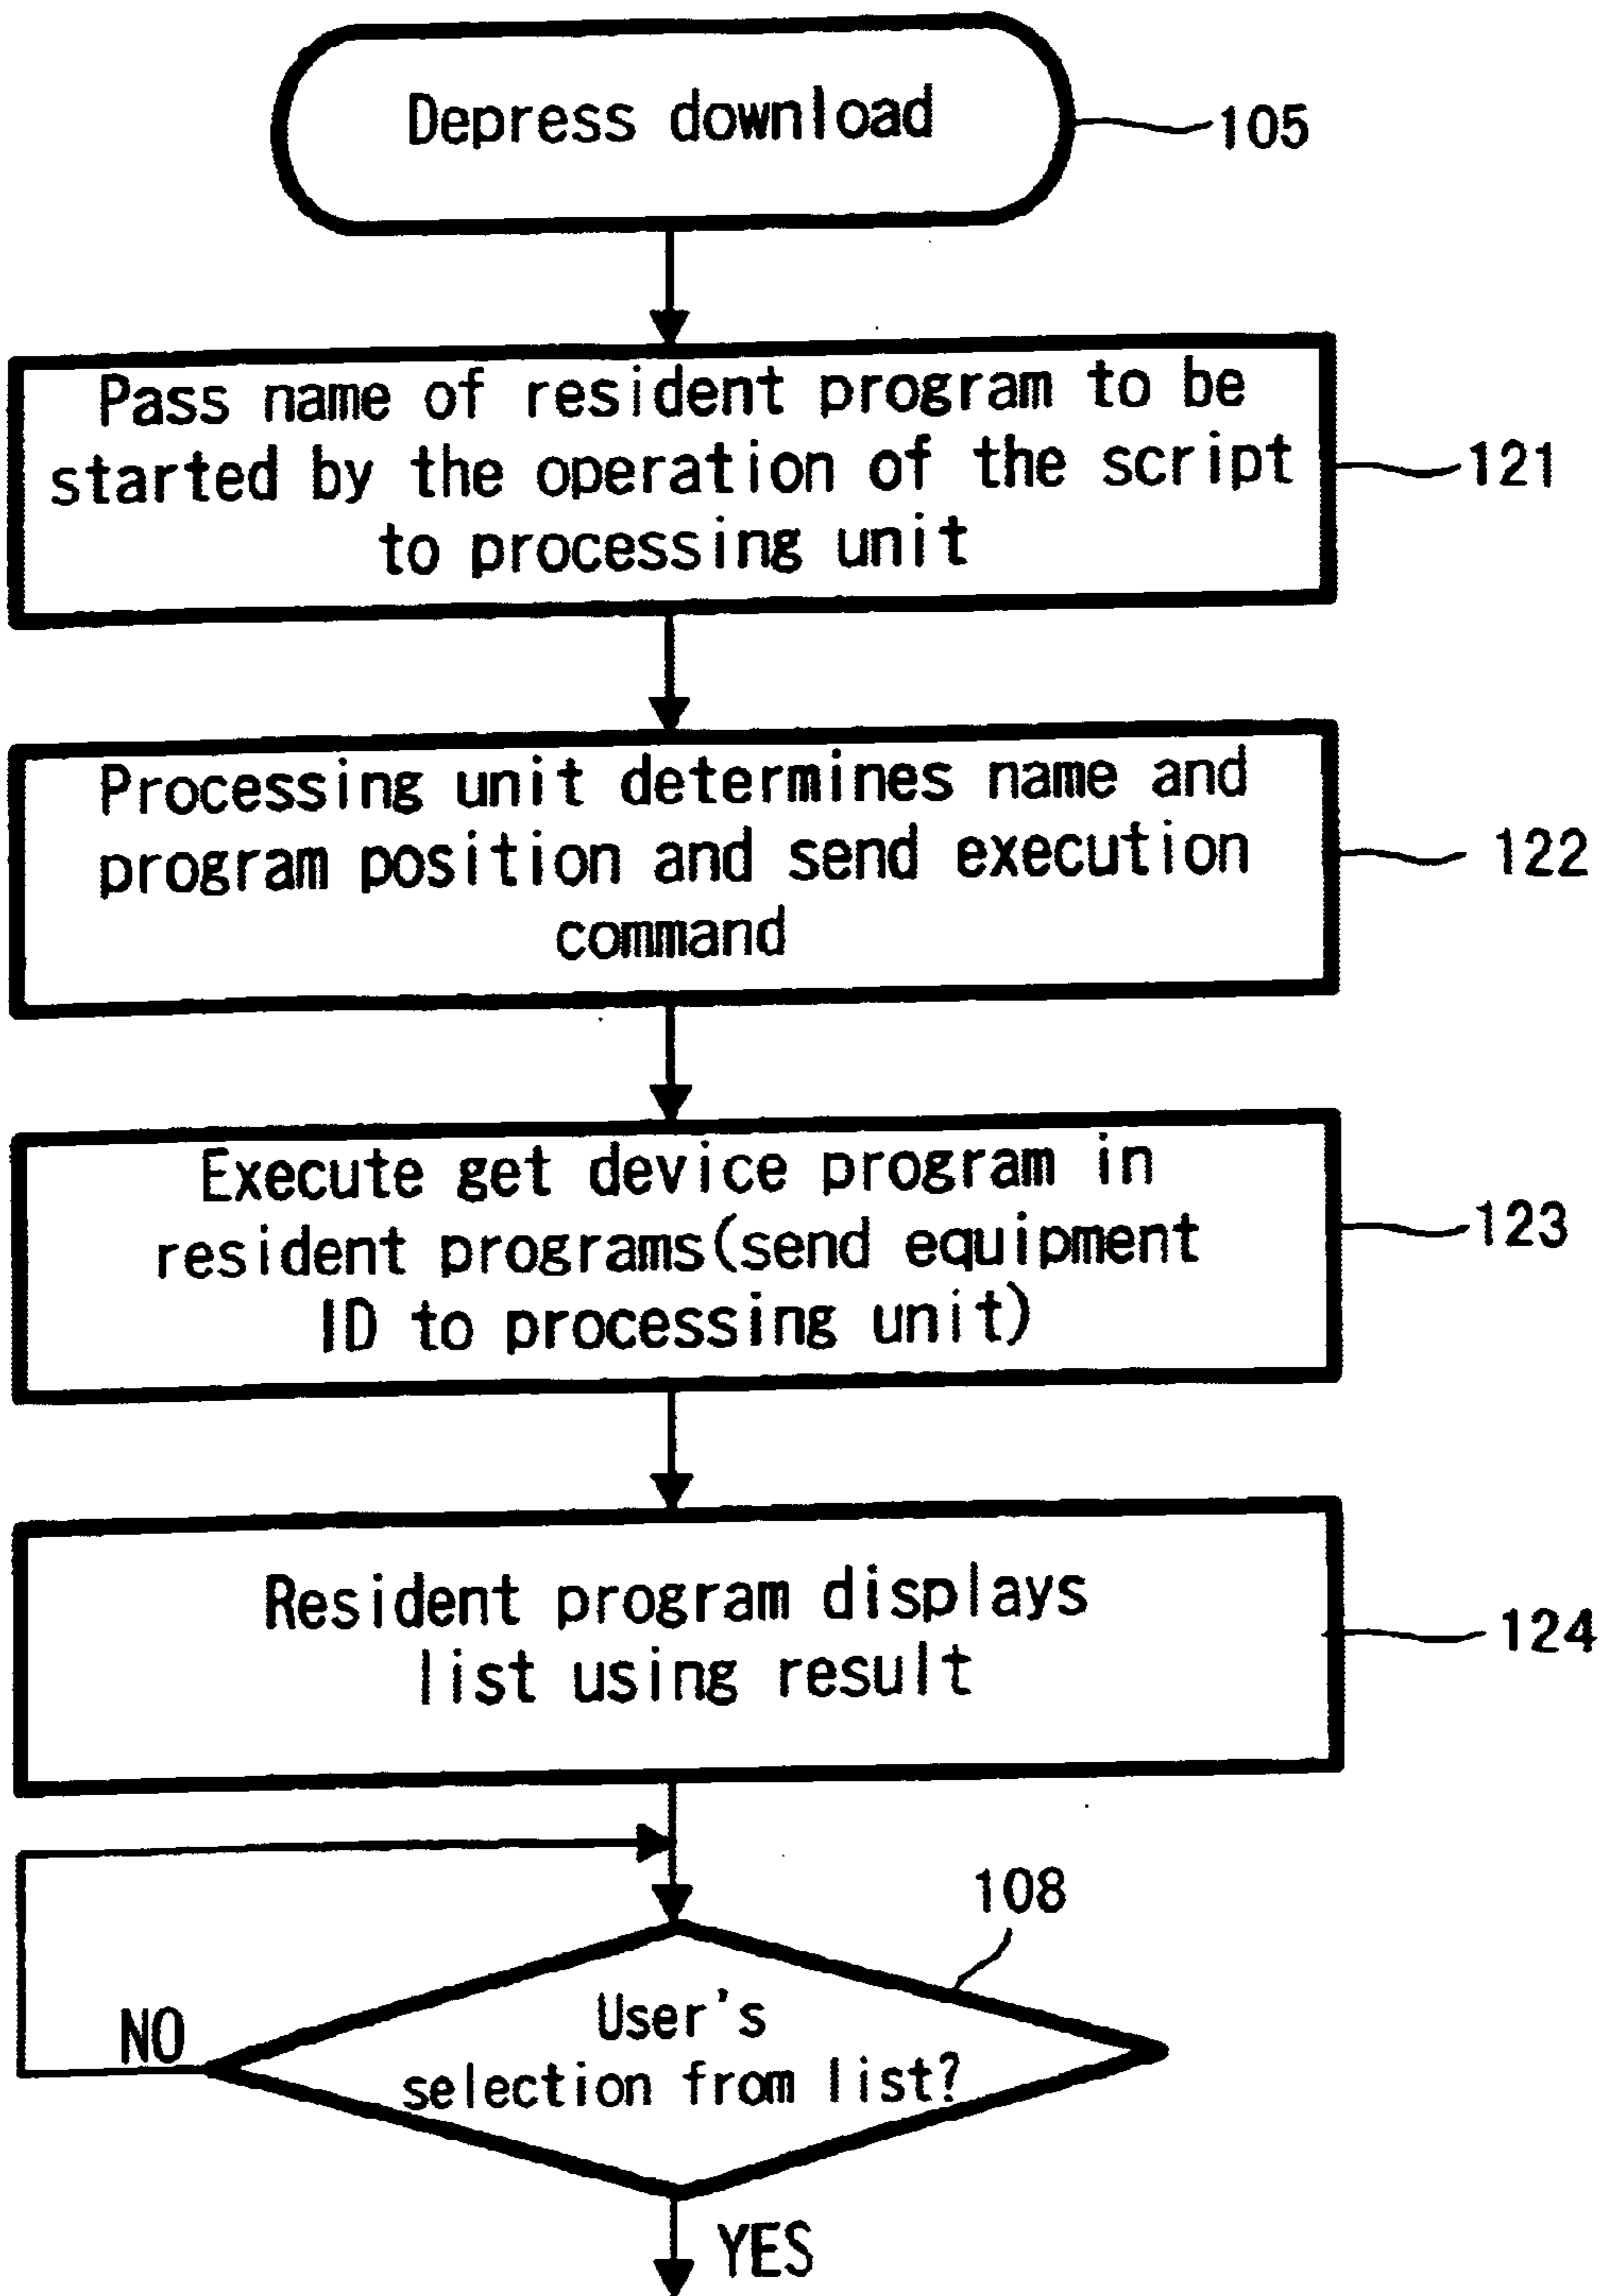 Depress download
105
Pass name of resident program to be
started by the operation of the script
to processing unit
121
Processing unit determines name and
program position and send execution
command
122
Execute get device program in
resident programs(send equipment
ID to processing unit)
123
Resident program displays
list using result
124
108
User's
selection from list?
NO
YES